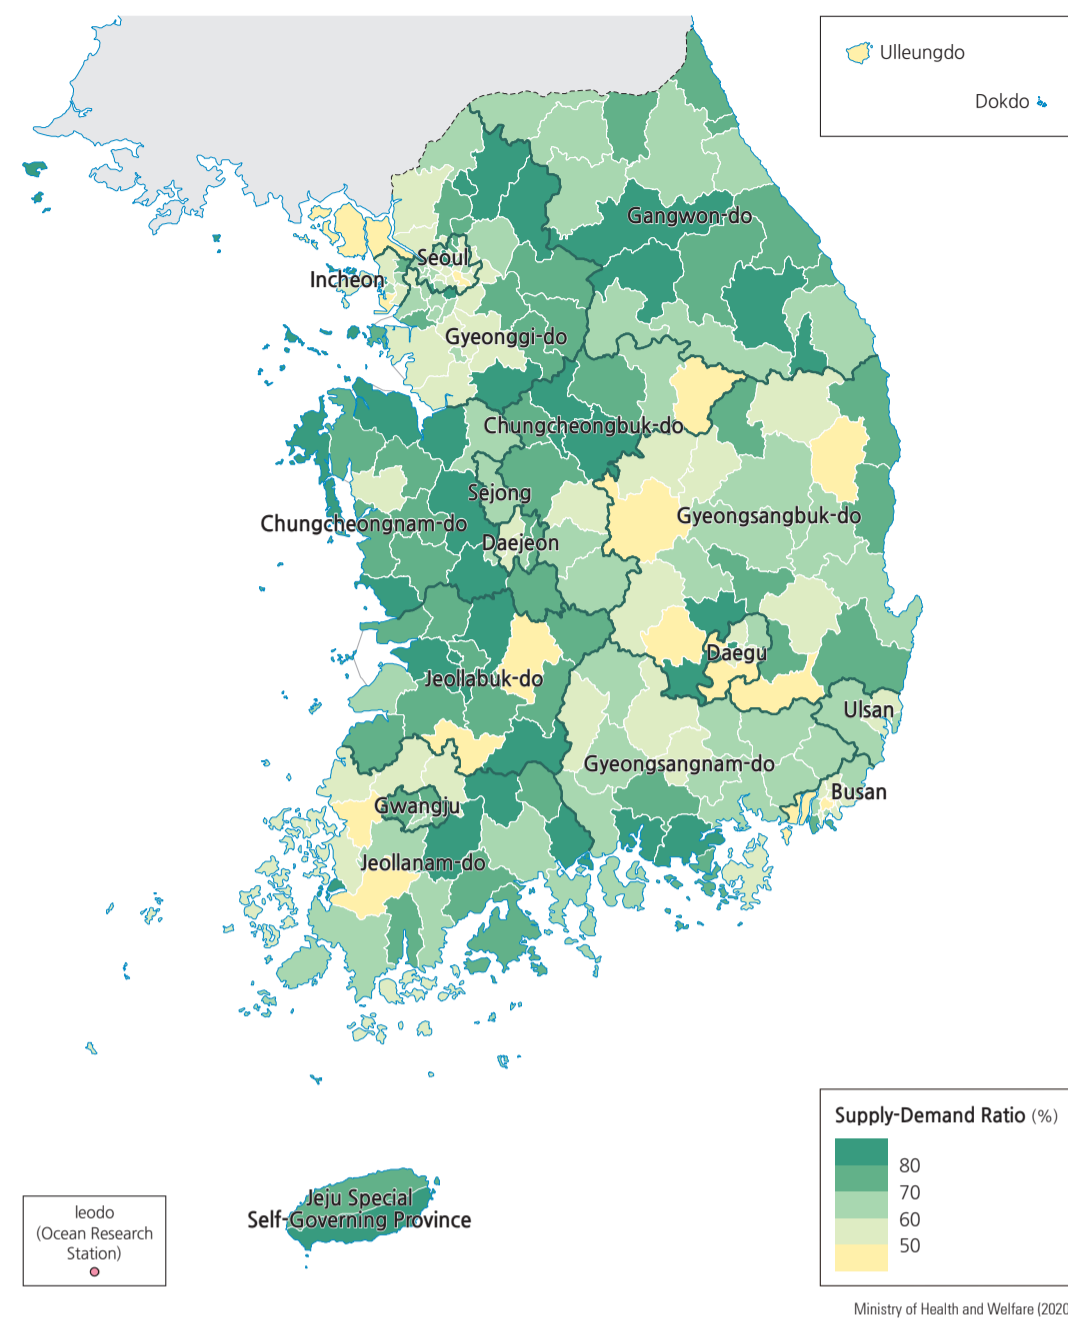 Ulleungdo
Dokdo
Gangwon-do
Seoul
Incheon
Gyeonggi-do
Chungcheongbuk-do
Sejong
Gyeongsangbuk-do
Chungcheongnam-do
Daejeon
Daegu
Jeollabuk-do
Ulsan
Gyeongsangnam-do
Busan
Gwangju
Jeollanam-do
Supply-Demand Ratio (%)
80
70
60
50
Jeju Special
Self-Governing Province
Ieodo
(Ocean Research
Station)
Ministry of Health and Welfare (2020